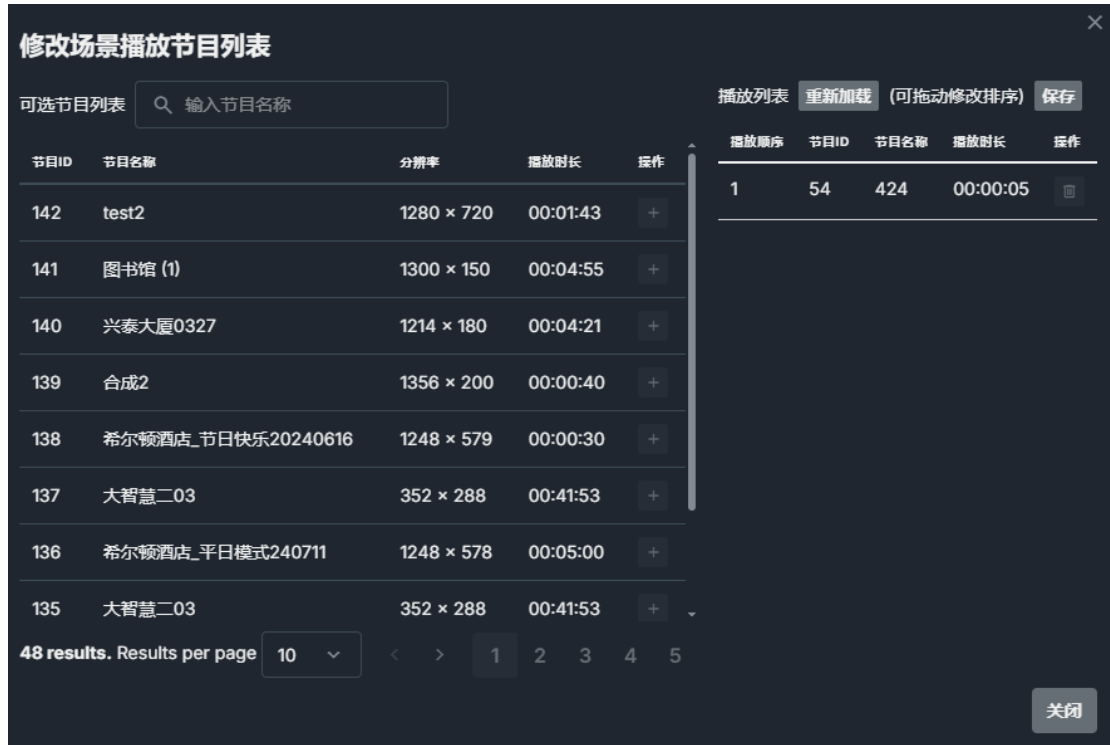 修改场景播放节目列表
可选节目列表 输入节目名称
节目ID 节目名称 分辨率 播放时长 操作
142 test2 1280 × 720 00:01:43 +
141 图书馆 (1) 1300 × 150 00:04:55 +
140 兴泰大厦0327 1214 × 180 00:04:21 +
139 合成2 1356 × 200 00:00:40 +
138 希尔顿酒店_节日快乐20240616 1248 × 579 00:00:30 +
137 大智慧二03 352 × 288 00:41:53 +
136 希尔顿酒店_平日模式240711 1248 × 578 00:05:00 +
135 大智慧二03 352 × 288 00:41:53 +
48 results. Results per page 10 < > 1 2 3 4 5
播放列表 重新加载 (可拖动修改排序) 保存
播放顺序 节目ID 节目名称 播放时长 操作
1 54 424 00:00:05
关闭